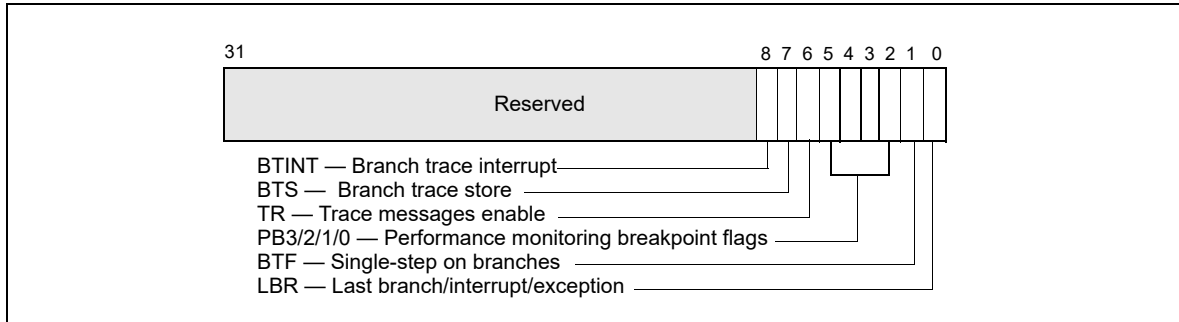 31 8 7 6 5 4 3 2 1 0
Reserved
BTINT — Branch trace interrupt
BTS — Branch trace store
TR — Trace messages enable
PB3/2/1/0 — Performance monitoring breakpoint flags
BTF — Single-step on branches
LBR — Last branch/interrupt/exception